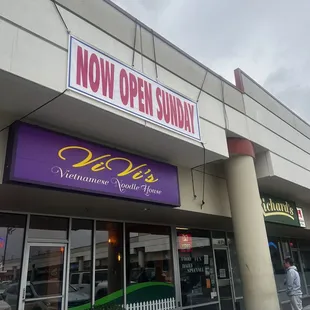 NOW OPEN SUNDAY
ViVi's
Vietnamese Noodle House
Richard's